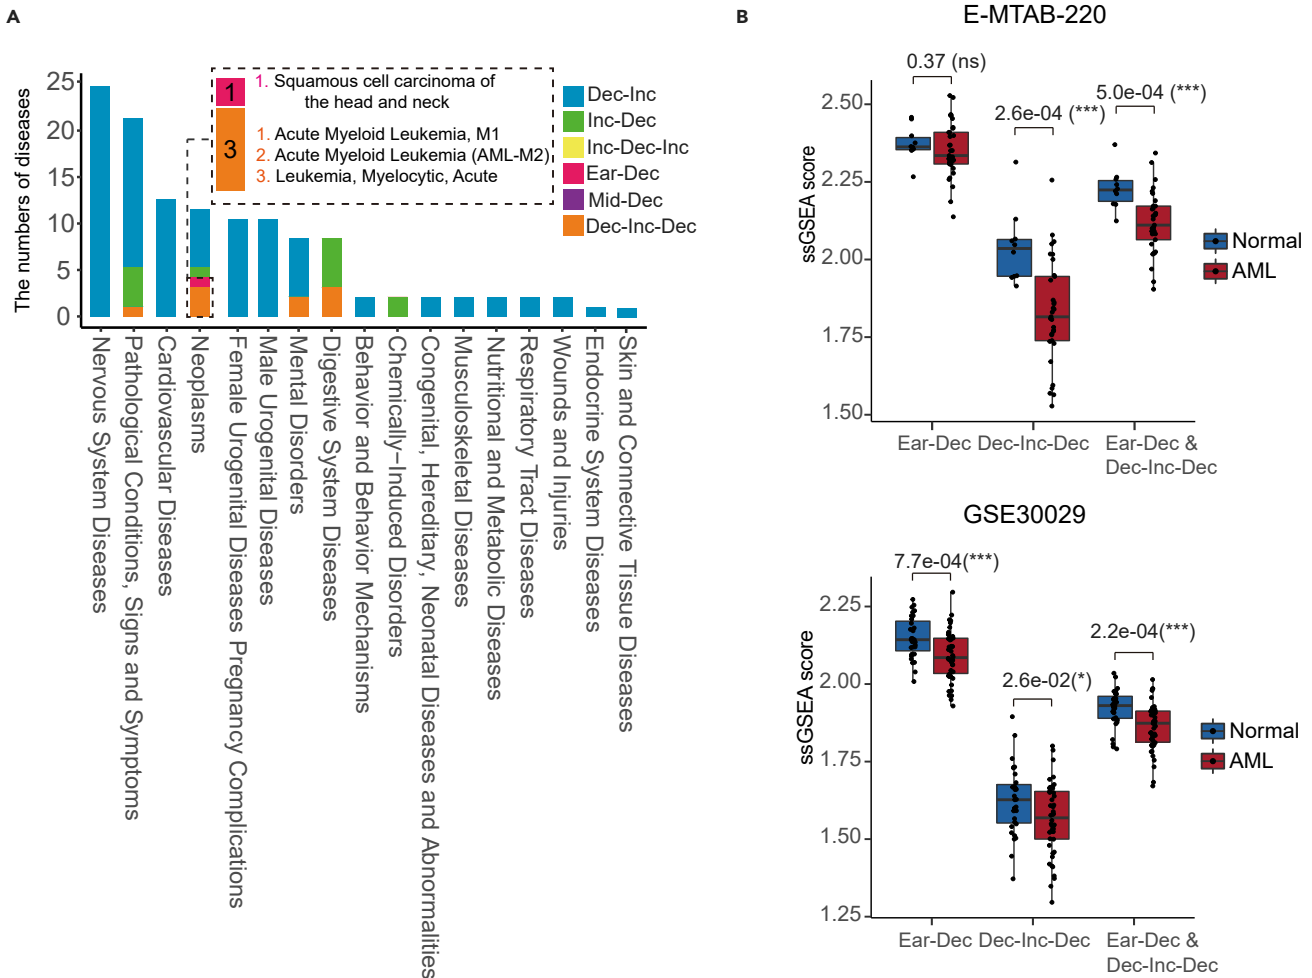 A
The numbers of diseases
25
20
15
10
5
0
1
1. Squamous cell carcinoma of
the head and neck
3
1. Acute Myeloid Leukemia, M1
2. Acute Myeloid Leukemia (AML-M2)
3. Leukemia, Myelocytic, Acute
Dec-Inc
Inc-Dec
Inc-Dec-Inc
Ear-Dec
Mid-Dec
Dec-Inc-Dec
Nervous System Diseases
Pathological Conditions, Signs and Symptoms
Cardiovascular Diseases
Neoplasms
Female Urogenital Diseases Pregnancy Complications
Male Urogenital Diseases
Mental Disorders
Digestive System Diseases
Behavior and Behavior Mechanisms
Chemically−Induced Disorders
Congenital, Hereditary, Neonatal Diseases and Abnormalities
Musculoskeletal Diseases
Nutritional and Metabolic Diseases
Respiratory Tract Diseases
Wounds and Injuries
Endocrine System Diseases
Skin and Connective Tissue Diseases
B
E-MTAB-220
ssGSEA score
2.50
2.25
2.00
1.75
1.50
0.37 (ns)
2.6e-04 (***)
5.0e-04 (***)
Ear-Dec
Dec-Inc-Dec
Ear-Dec &
Dec-Inc-Dec
Normal
AML
GSE30029
ssGSEA score
2.25
2.00
1.75
1.50
1.25
7.7e-04(***)
2.6e-02(*)
2.2e-04(***)
Ear-Dec
Dec-Inc-Dec
Ear-Dec &
Dec-Inc-Dec
Normal
AML